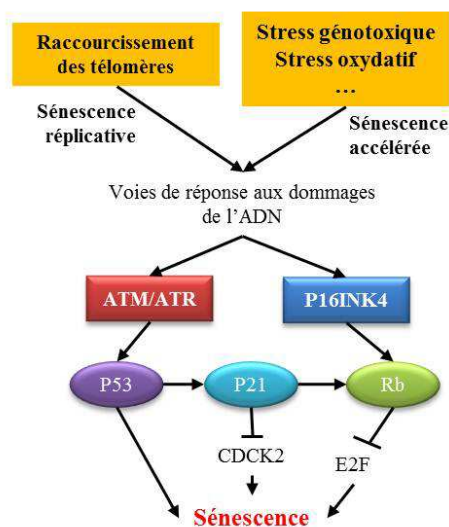 Raccourcissement
des télomères
Stress génotoxique
Stress oxydatif
...
Sénescence
réplicative
Sénescence
accélérée
Voies de réponse aux dommages
de l'ADN
ATM/ATR
P16INK4
P53
P21
Rb
CDCK2
E2F
Sénescence